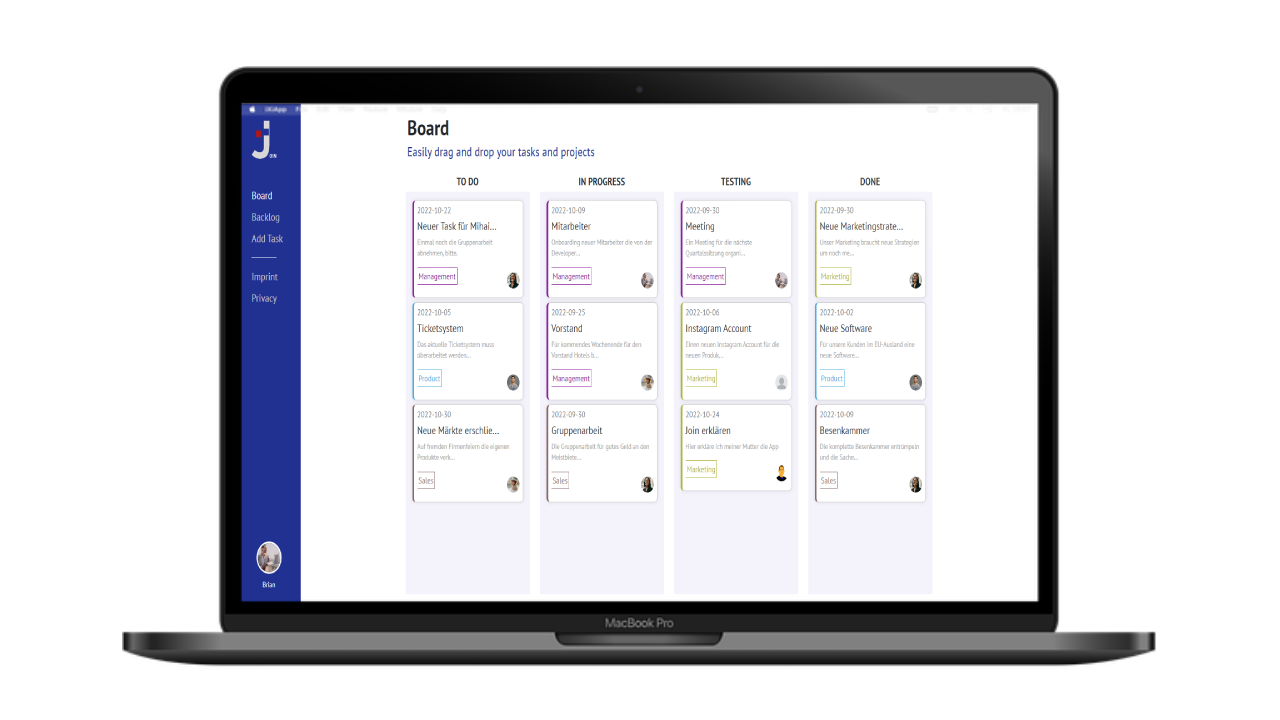 JOIN
Board
Backlog
Add Task
Imprint
Privacy
Brian
Board
Easily drag and drop your tasks and projects
TO DO
2022-10-22
Neuer Task für Mihai...
Einmal noch die Gruppenarbeit
abnehmen, bitte.
Management
2022-10-05
Ticketsystem
Das aktuelle Ticketsystem muss
überarbeitet werden...
Product
2022-10-30
Neue Märkte erschlie...
Auf fremden Firmenfeiern die eigenen
Produkte verk...
Sales
IN PROGRESS
2022-10-09
Mitarbeiter
Onboarding neuer Mitarbeiter die von der
Developer...
Management
2022-09-25
Vorstand
Für kommendes Wochenende für den
Vorstand Hotels b...
Management
2022-09-30
Gruppenarbeit
Die Gruppenarbeit für gutes Geld an den
Meistbiete...
Sales
TESTING
2022-09-30
Meeting
Ein Meeting für die nächste
Quartalssitzung organi...
Management
2022-10-06
Instagram Account
Einen neuen Instagram Account für die
neuen Produk...
Marketing
2022-10-24
Join erklären
Hier erkläre ich meiner Mutter die App
Marketing
DONE
2022-09-30
Neue Marketingstrate...
Unser Marketing braucht neue Strategien
um noch me...
Marketing
2022-10-02
Neue Software
Für unsere Kunden im EU-Ausland eine
neue Software...
Product
2022-10-09
Besenkammer
Die komplette Besenkammer entrümpeln
und die Sache...
Sales
MacBook Pro